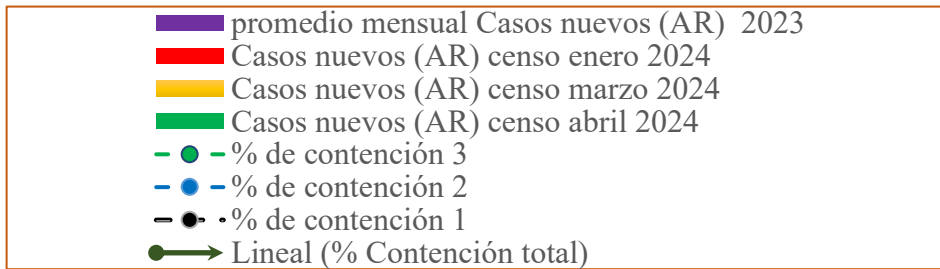 promedio mensual Casos nuevos (AR) 2023
Casos nuevos (AR) censo enero 2024
Casos nuevos (AR) censo marzo 2024
Casos nuevos (AR) censo abril 2024
% de contención 3
% de contención 2
% de contención 1
Lineal (% Contención total)